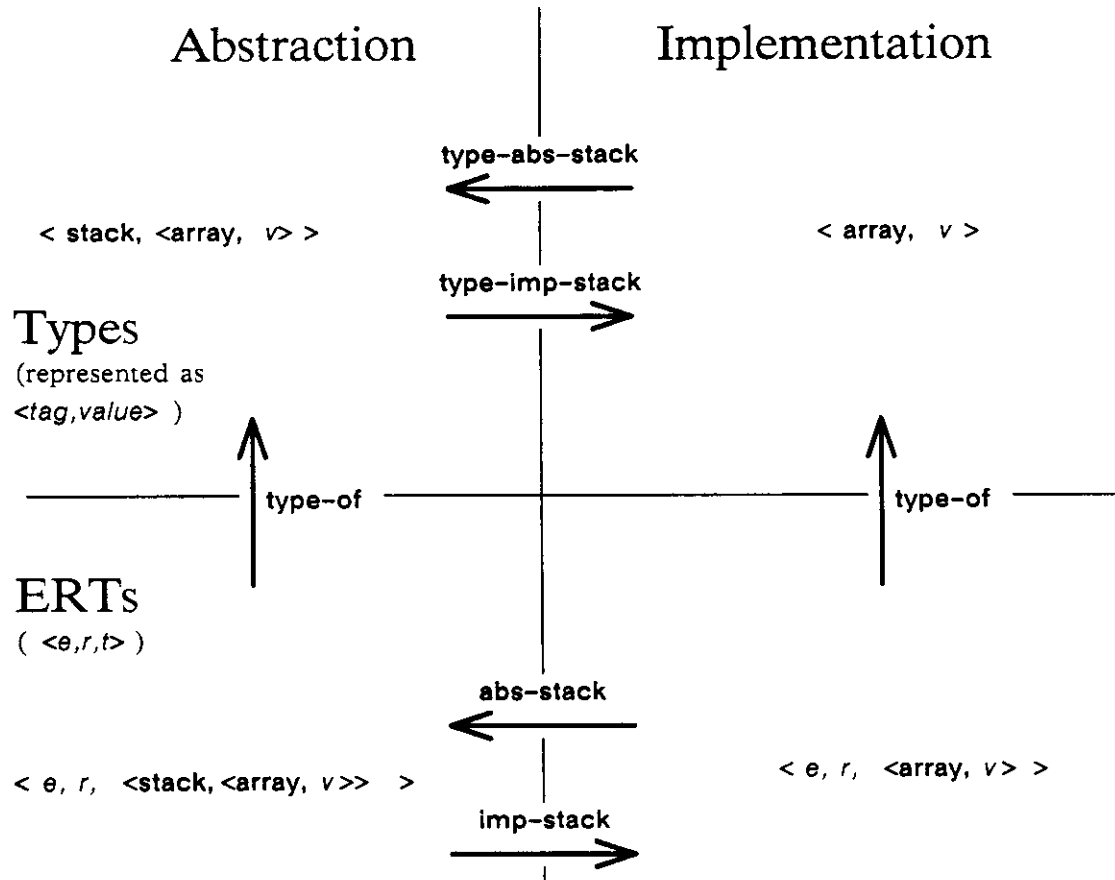 Abstraction
Implementation
type-abs-stack
< stack, <array, v> >
< array, v >
type-imp-stack
Types
(represented as
<tag,value> )
type-of
type-of
ERTs
( <e,r,t> )
abs-stack
< e, r, <stack,<array, v>> >
< e, r, <array, v> >
imp-stack